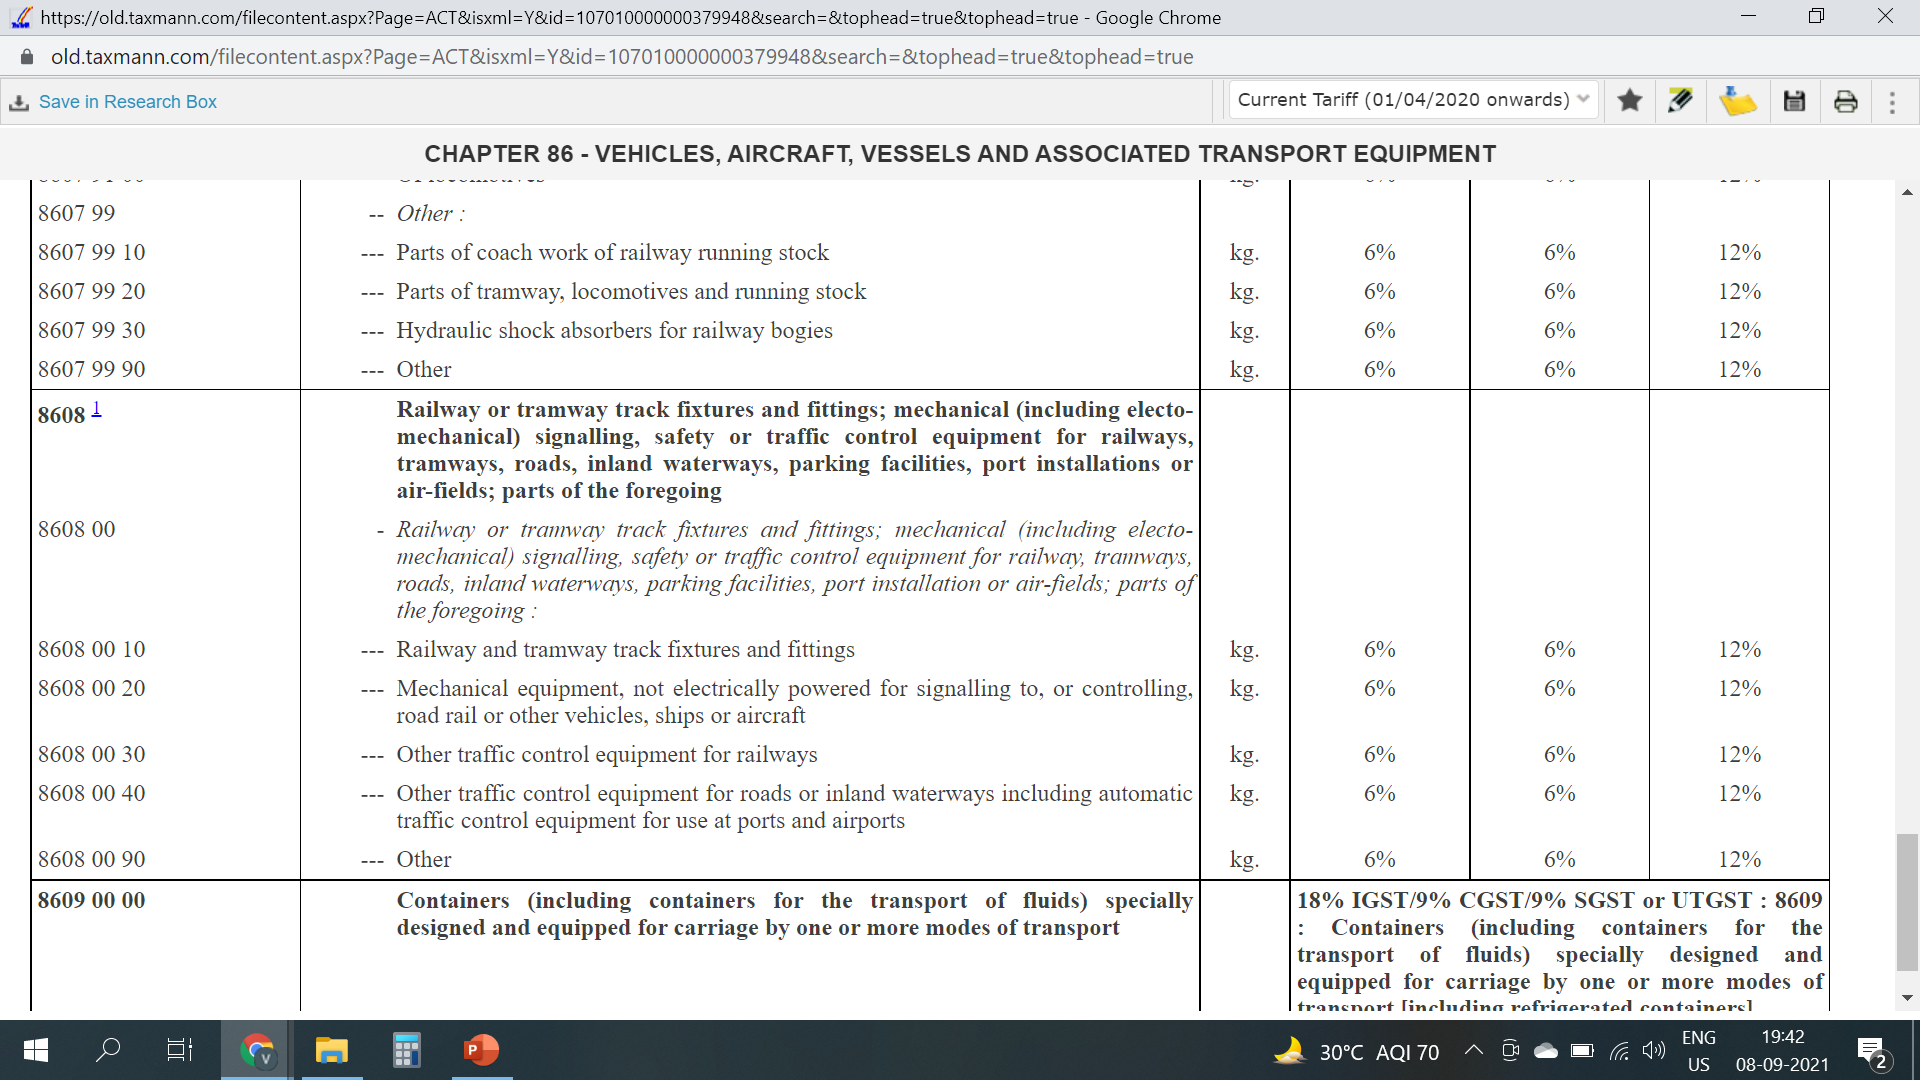 https://old.taxmann.com/filecontent.aspx?Page=ACT&isxml=Y&id=107010000000379948&search=&tophead=true&tophead=true - Google Chrome
old.taxmann.com/filecontent.aspx?Page=ACT&isxml=Y&id=107010000000379948&search=&tophead=true&tophead=true
Save in Research Box
Current Tariff (01/04/2020 onwards)
CHAPTER 86 - VEHICLES, AIRCRAFT, VESSELS AND ASSOCIATED TRANSPORT EQUIPMENT
8607 99 -- Other :
8607 99 10 --- Parts of coach work of railway running stock kg. 6% 6% 12%
8607 99 20 --- Parts of tramway, locomotives and running stock kg. 6% 6% 12%
8607 99 30 --- Hydraulic shock absorbers for railway bogies kg. 6% 6% 12%
8607 99 90 --- Other kg. 6% 6% 12%
8608 1 Railway or tramway track fixtures and fittings; mechanical (including electo-
mechanical) signalling, safety or traffic control equipment for railways,
tramways, roads, inland waterways, parking facilities, port installations or
air-fields; parts of the foregoing
8608 00 - Railway or tramway track fixtures and fittings; mechanical (including electo-
mechanical) signalling, safety or traffic control equipment for railway, tramways,
roads, inland waterways, parking facilities, port installation or air-fields; parts of
the foregoing :
8608 00 10 --- Railway and tramway track fixtures and fittings kg. 6% 6% 12%
8608 00 20 --- Mechanical equipment, not electrically powered for signalling to, or controlling, kg. 6% 6% 12%
road rail or other vehicles, ships or aircraft
8608 00 30 --- Other traffic control equipment for railways kg. 6% 6% 12%
8608 00 40 --- Other traffic control equipment for roads or inland waterways including automatic kg. 6% 6% 12%
traffic control equipment for use at ports and airports
8608 00 90 --- Other kg. 6% 6% 12%
8609 00 00 Containers (including containers for the transport of fluids) specially
designed and equipped for carriage by one or more modes of transport
18% IGST/9% CGST/9% SGST or UTGST : 8609
: Containers (including containers for the
transport of fluids) specially designed and
equipped for carriage by one or more modes of
transport [including refrigerated containers]
30°C AQI 70
ENG
US
19:42
08-09-2021
2